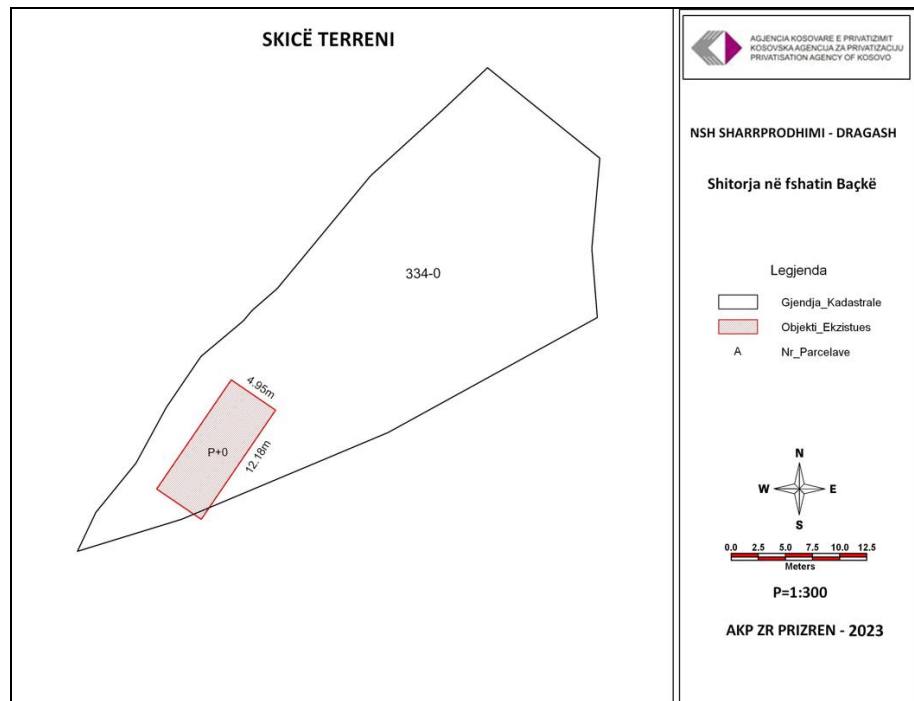 SKICË TERRENI
334-0
4.95m
12.18m
P+0
AGJENCIA KOSOVARE E PRIVATIZIMIT
KOSOVSKA AGENCIJA ZA PRIVATIZACIJU
PRIVATISATION AGENCY OF KOSOVO
NSH SHARRPRODHIMI - DRAGASH
Shitorja në fshatin Baçkë
Legjenda
Gjendja_Kadastrale
Objekti_Ekzistues
A Nr_Parcelave
N
W E
S
0.0 2.5 5.0 7.5 10.0 12.5
Meters
P=1:300
AKP ZR PRIZREN - 2023